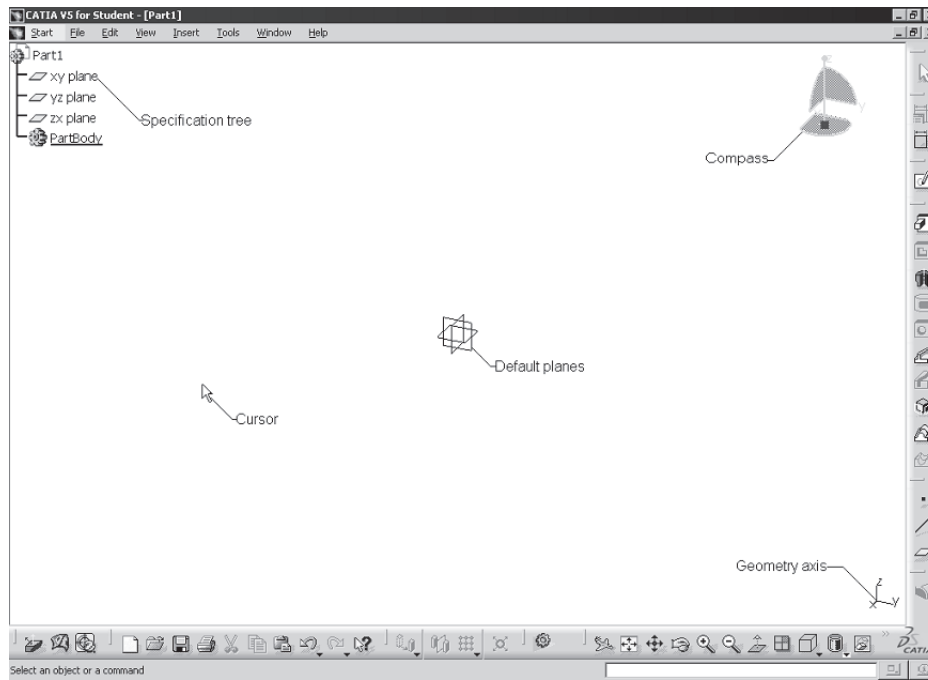 CATIA V5 for Student - [Part1]
Start File Edit View Insert Tools Window Help
Part1
xy plane
yz plane
zx plane
PartBody
Specification tree
Compass
Default planes
Cursor
Geometry axis
z
x y
CATIA
Select an object or a command